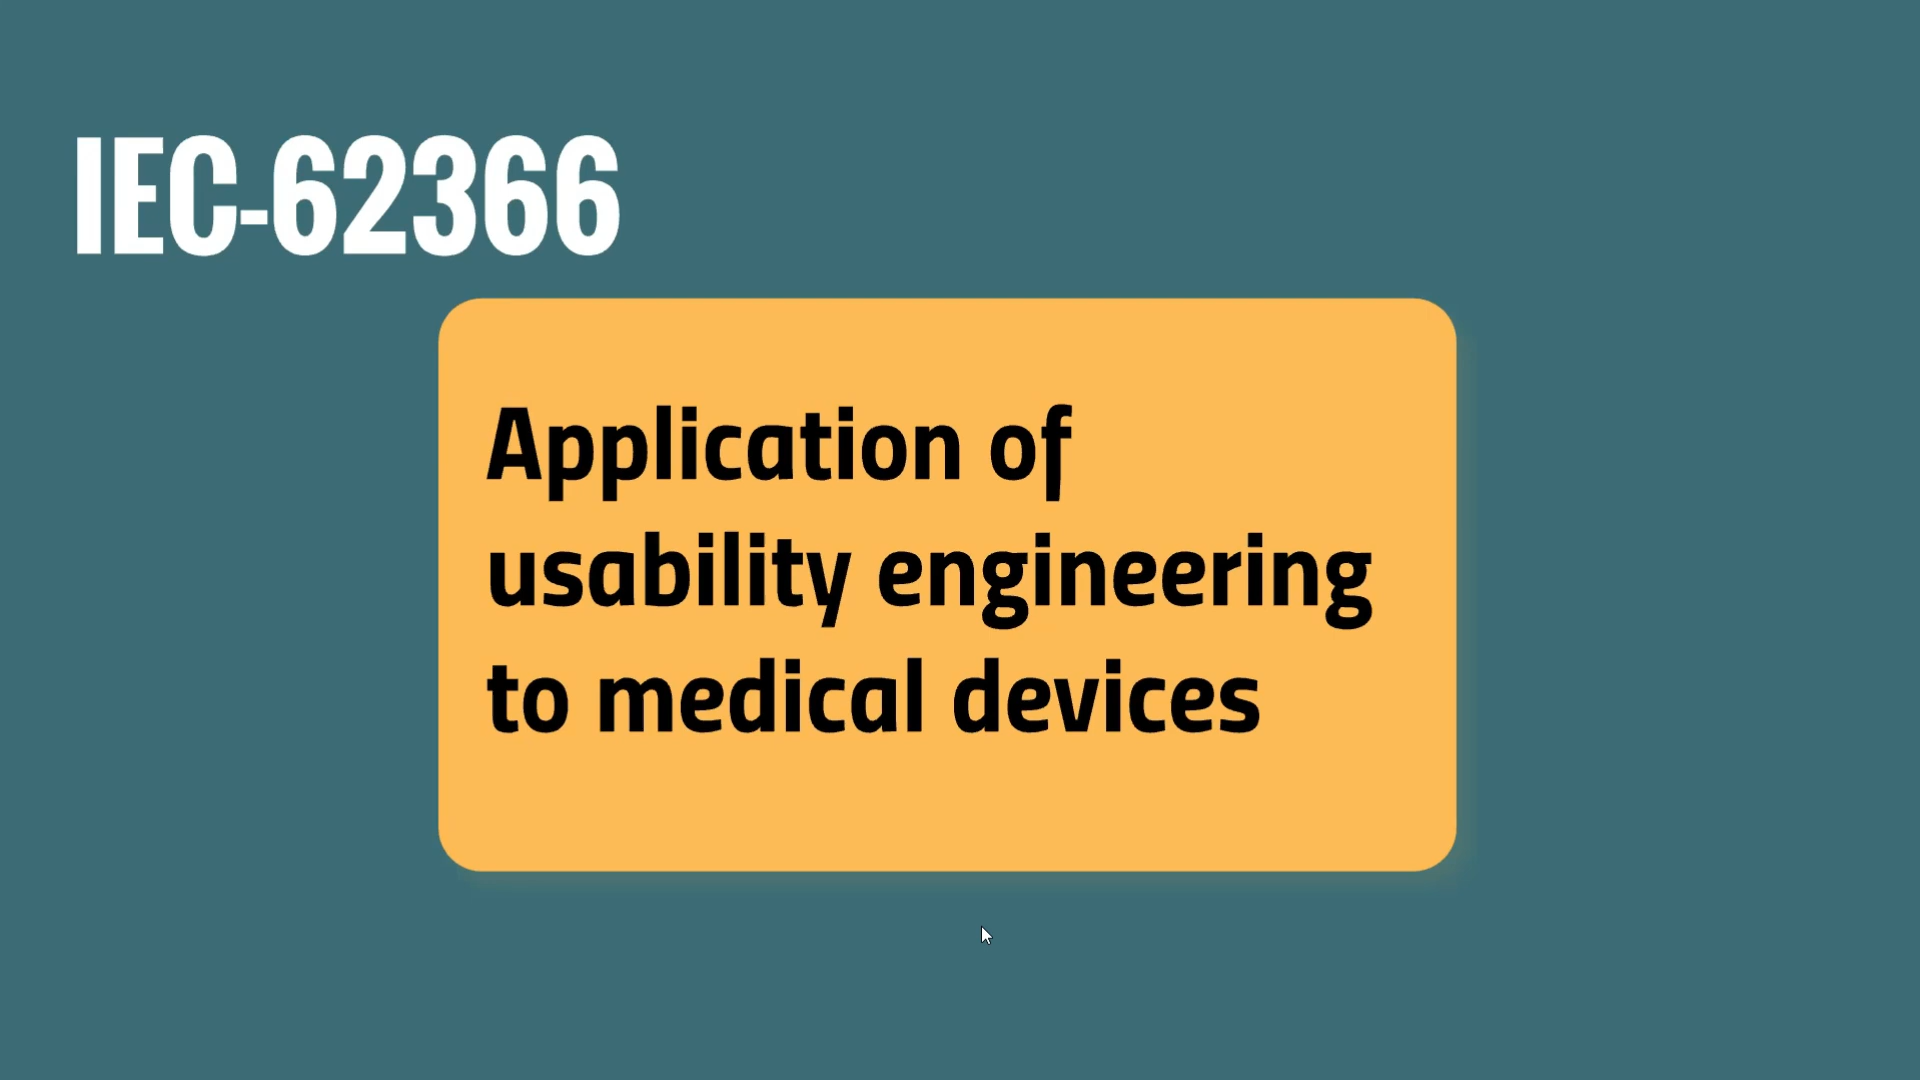 IEC-62366
Application of
usability engineering
to medical devices